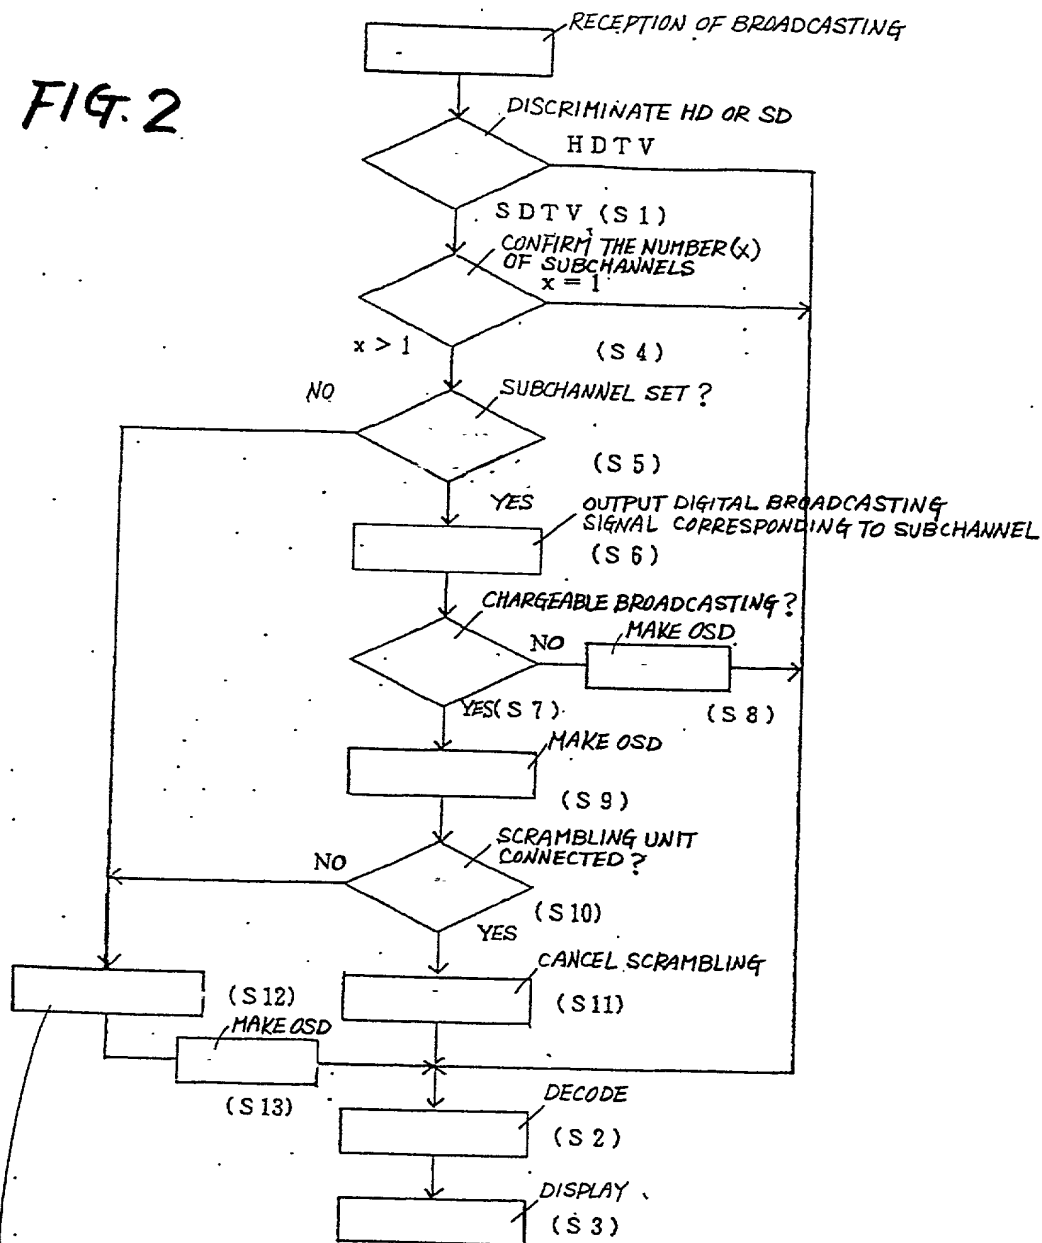 FIG. 2
RECEPTION OF BROADCASTING
DISCRIMINATE HD OR SD
HDTV
SDTV (S1)
CONFIRM THE NUMBER (x)
OF SUBCHANNELS
x = 1
x > 1
(S4)
NO
SUBCHANNEL SET?
(S5)
YES
OUTPUT DIGITAL BROADCASTING
SIGNAL CORRESPONDING TO SUBCHANNEL
(S6)
CHARGEABLE BROADCASTING?
NO
MAKE OSD
(S8)
YES (S7)
MAKE OSD
(S9)
SCRAMBLING UNIT
CONNECTED?
NO
(S10)
YES
CANCEL SCRAMBLING
(S11)
(S12)
MAKE OSD
(S13)
DECODE
(S2)
DISPLAY
(S3)